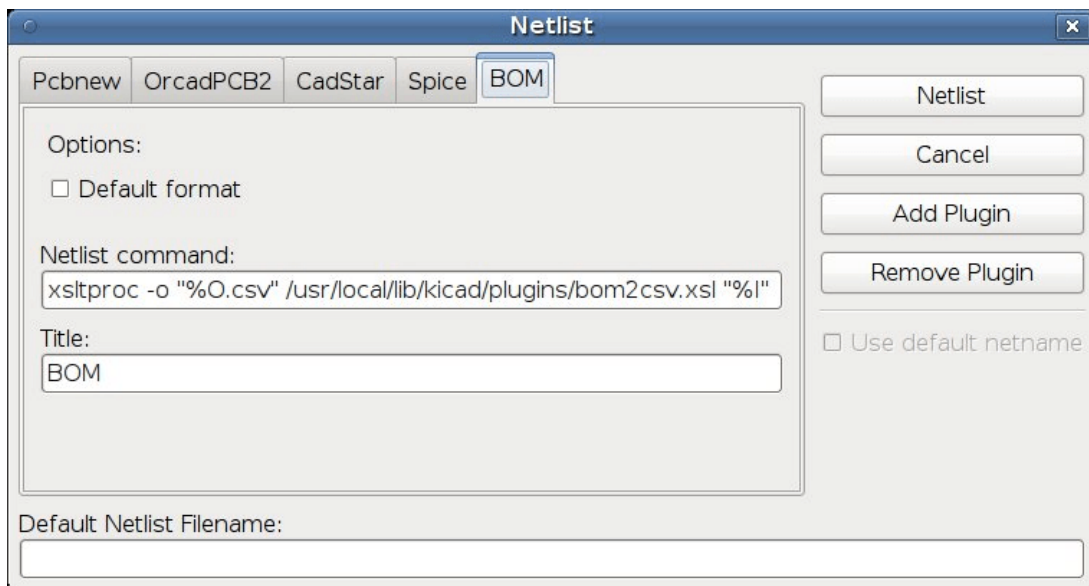 Netlist
Pcbnew OrcadPCB2 CadStar Spice BOM
Options:
Default format
Netlist command:
xsltproc -o "%O.csv" /usr/local/lib/kicad/plugins/bom2csv.xsl "%I"
Title:
BOM
Netlist
Cancel
Add Plugin
Remove Plugin
Use default netname
Default Netlist Filename: